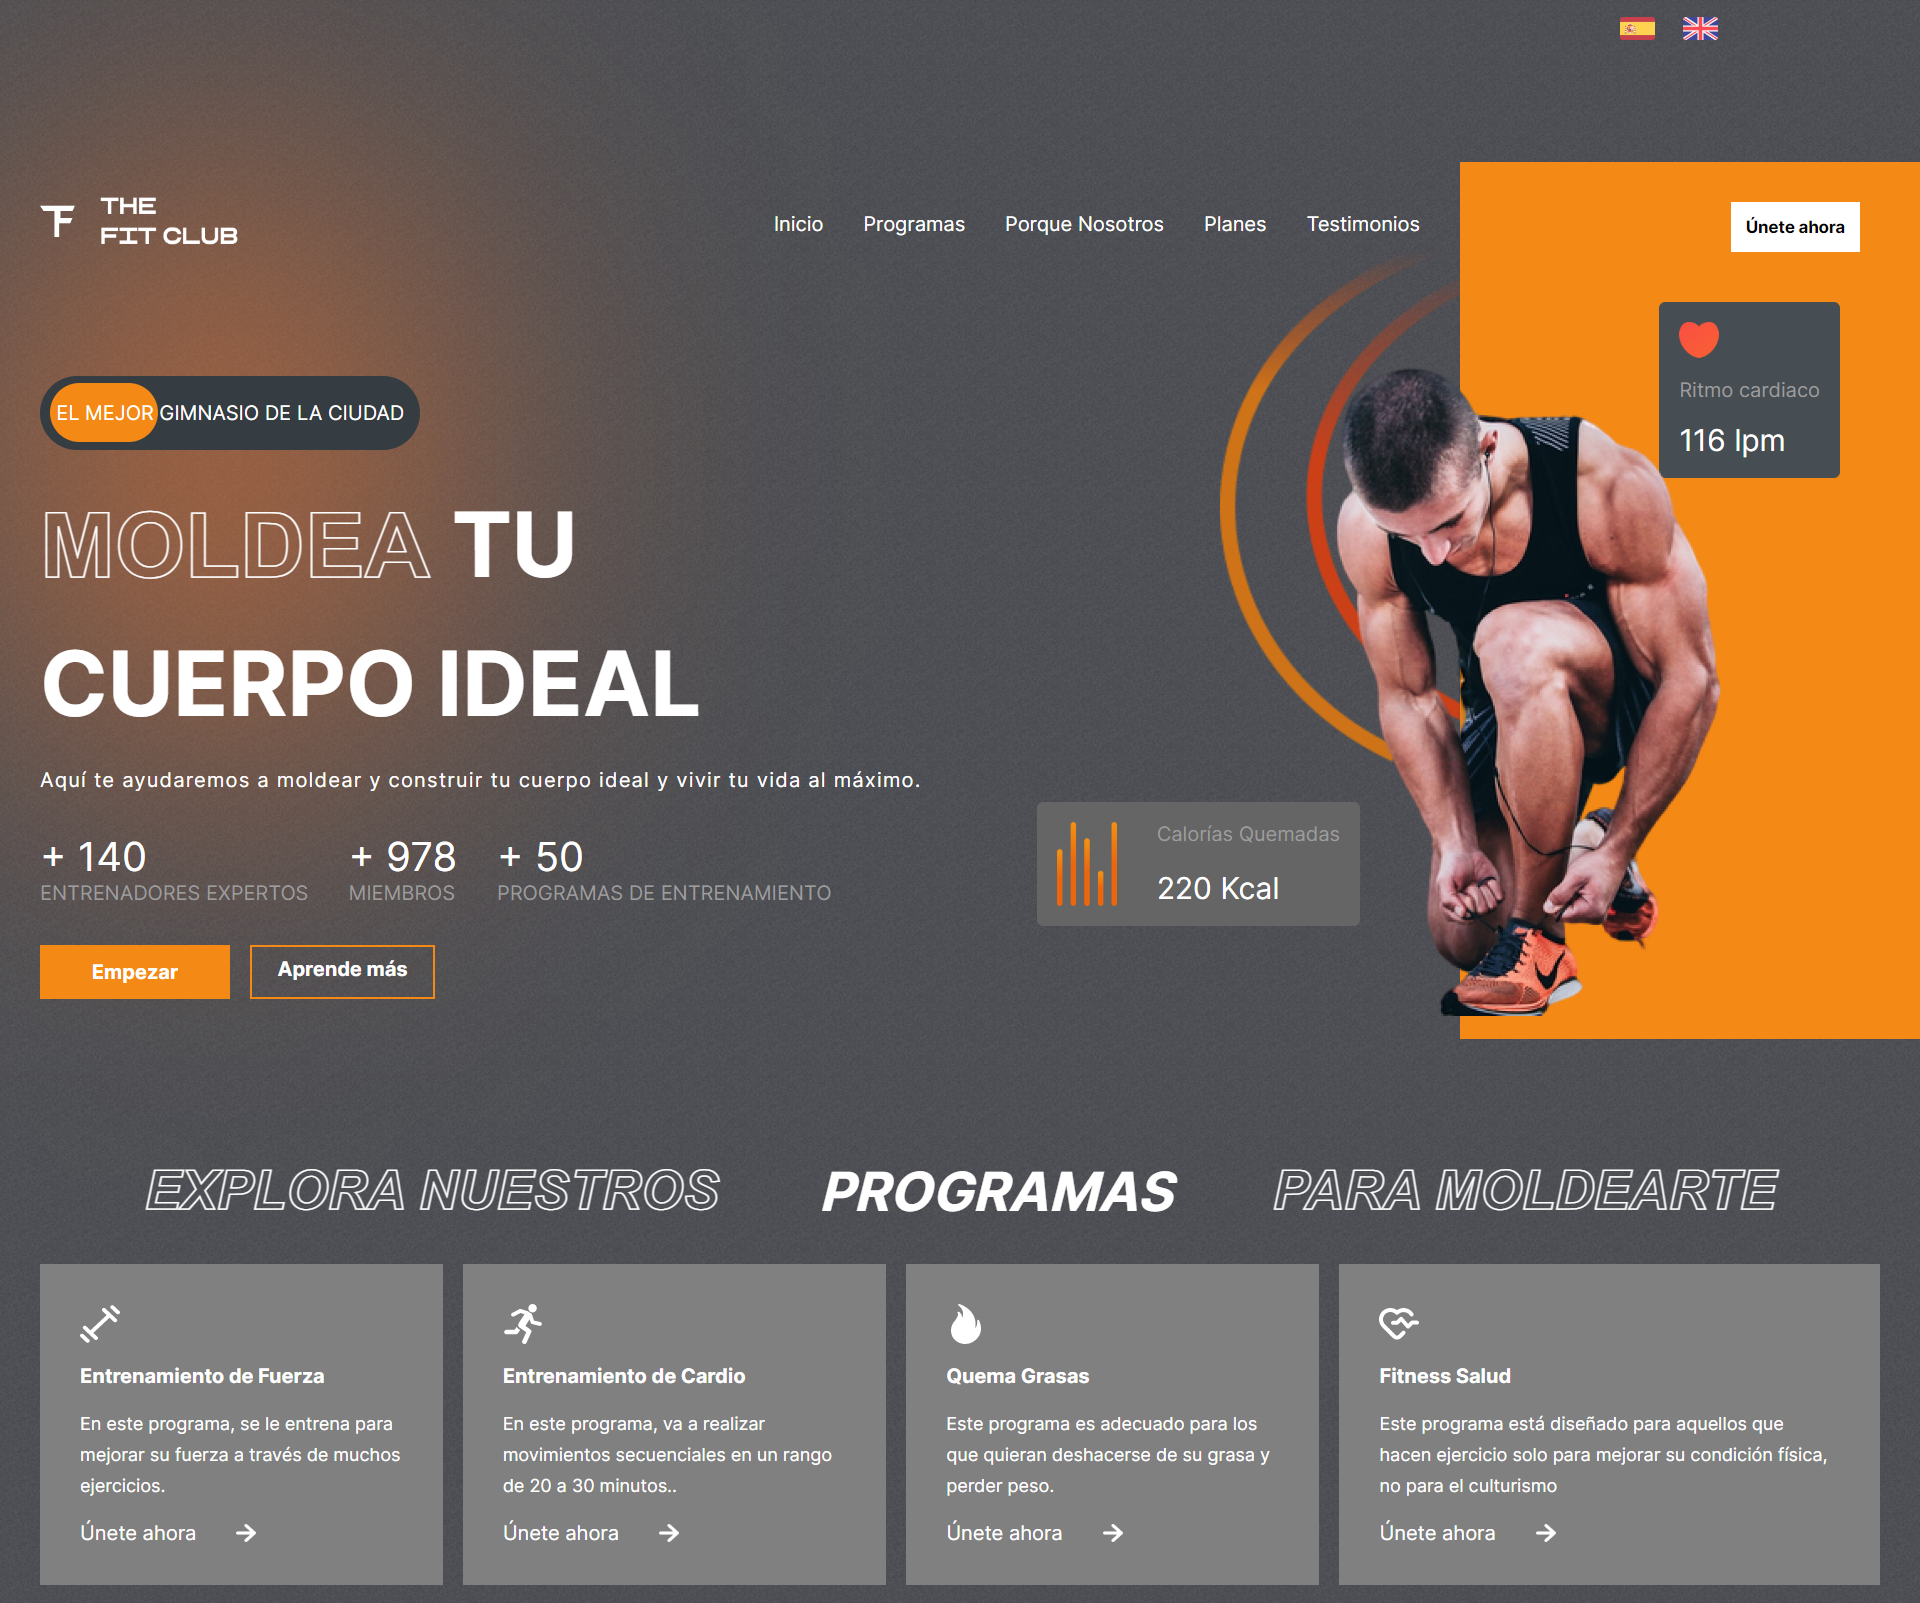 THE
FIT CLUB
Inicio
Programas
Porque Nosotros
Planes
Testimonios
Únete ahora
Ritmo cardiaco
116 lpm
EL MEJOR GIMNASIO DE LA CIUDAD
MOLDEA TU
CUERPO IDEAL
Aquí te ayudaremos a moldear y construir tu cuerpo ideal y vivir tu vida al máximo.
+ 140
ENTRENADORES EXPERTOS
+ 978
MIEMBROS
+ 50
PROGRAMAS DE ENTRENAMIENTO
Calorías Quemadas
220 Kcal
Empezar
Aprende más
EXPLORA NUESTROS
PROGRAMAS
PARA MOLDEARTE
Entrenamiento de Fuerza
En este programa, se le entrena para
mejorar su fuerza a través de muchos
ejercicios.
Únete ahora
Entrenamiento de Cardio
En este programa, va a realizar
movimientos secuenciales en un rango
de 20 a 30 minutos..
Únete ahora
Quema Grasas
Este programa es adecuado para los
que quieran deshacerse de su grasa y
perder peso.
Únete ahora
Fitness Salud
Este programa está diseñado para aquellos que
hacen ejercicio solo para mejorar su condición física,
no para el culturismo
Únete ahora